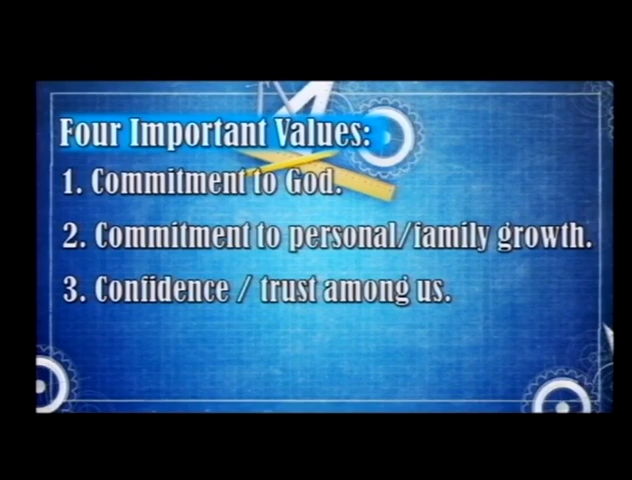 Four Important Values:
1. Commitment to God.
2. Commitment to personal/family growth.
3. Confidence / trust among us.